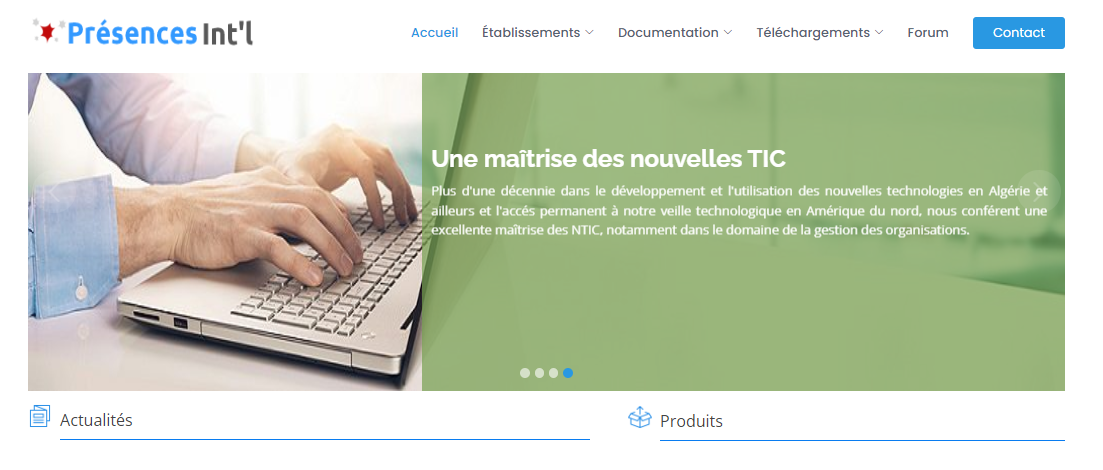 Présences Int'l
Accueil Établissements Documentation Téléchargements Forum Contact
Une maîtrise des nouvelles TIC
Plus d'une décennie dans le développement et l'utilisation des nouvelles technologies en Algérie et
ailleurs et l'accés permanent à notre veille technologique en Amérique du nord, nous conférent une
excellente maîtrise des NTIC, notamment dans le domaine de la gestion des organisations.
Actualités
Produits